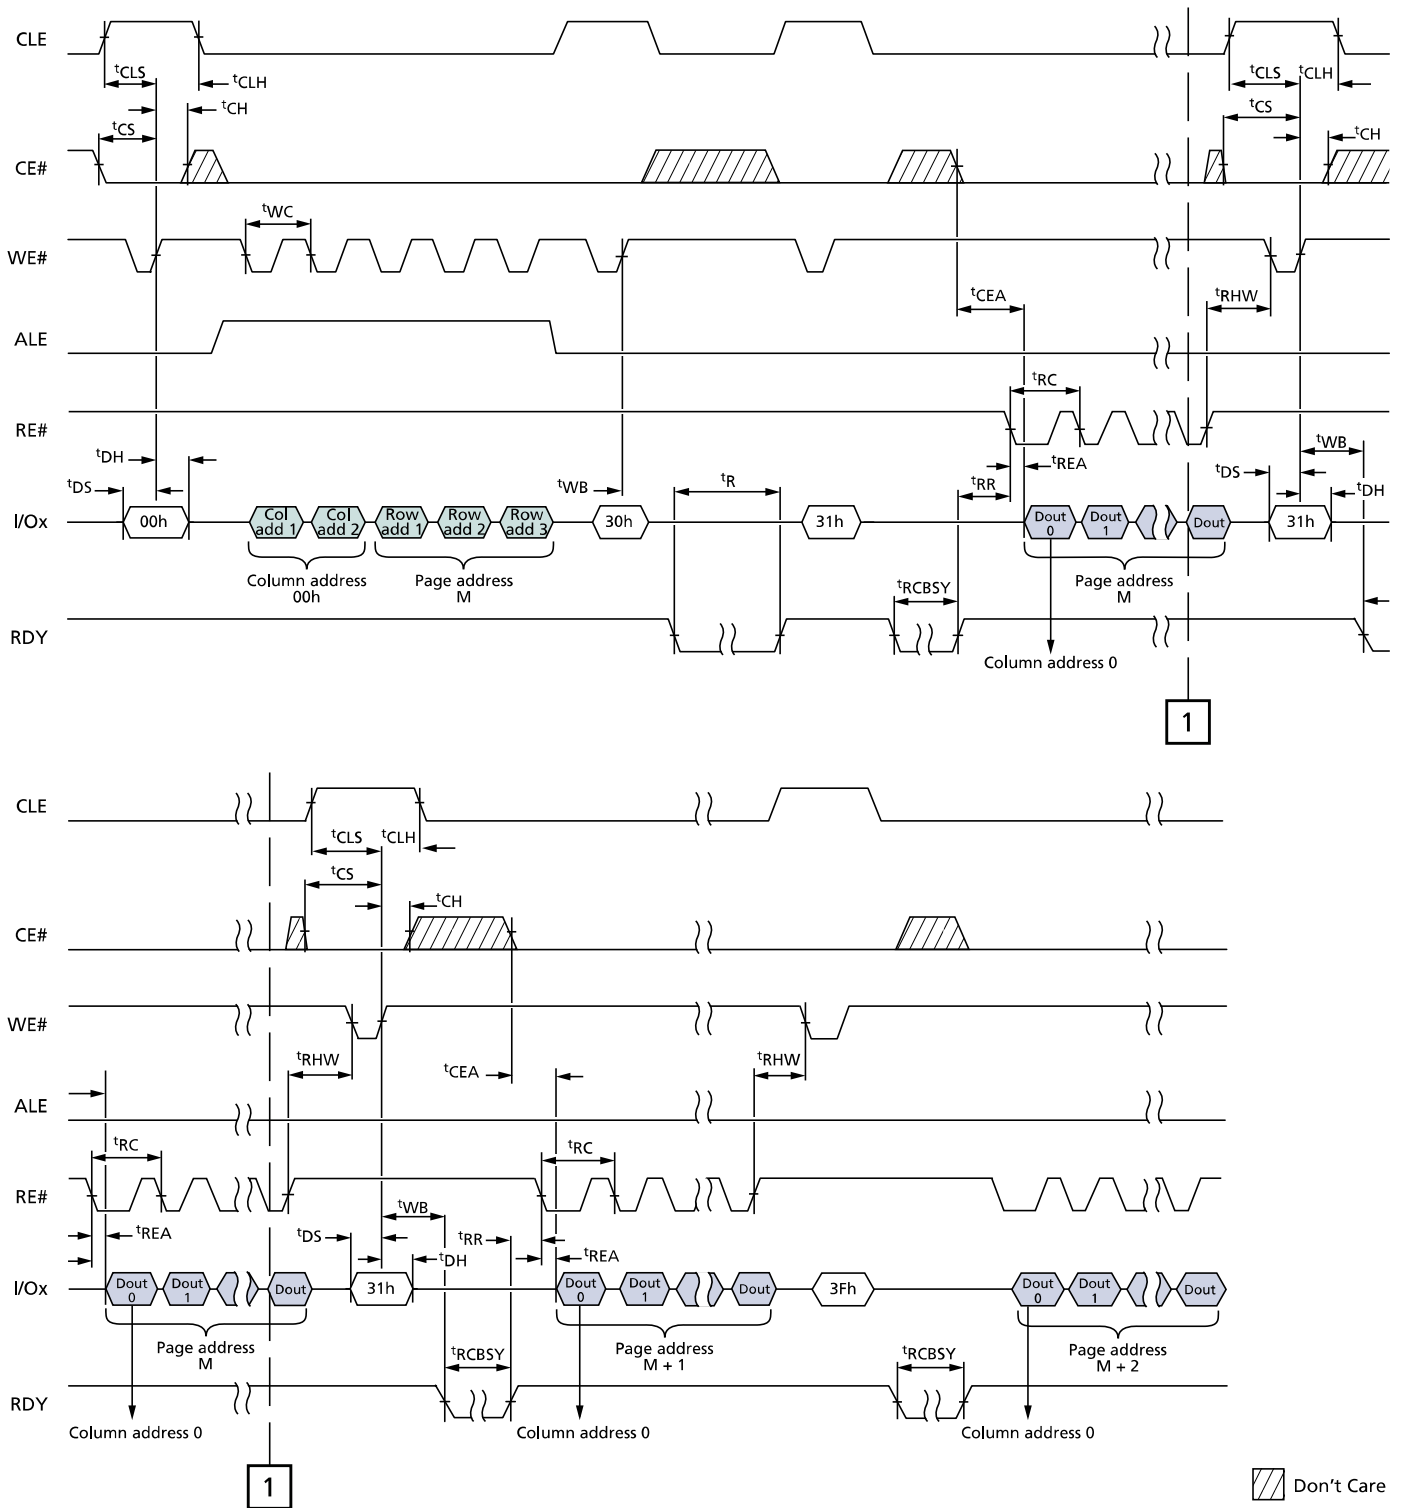 CLE
tCLS
tCLH
tCLS
tCLH
tCH
tCS
tCS
tCH
CE#
tWC
WE#
tCEA
tRHW
ALE
tRC
RE#
tDH
tWB
tREA
tDS
tWB
tR
tRR
tDS
tDH
I/Ox
00h
Col add 1
Col add 2
Row add 1
Row add 2
Row add 3
30h
31h
Dout 0
Dout 1
Dout
31h
Column address 00h
Page address M
tRCBSY
Page address M
RDY
Column address 0
1
CLE
tCLS
tCLH
tCS
tCH
CE#
WE#
tRHW
tCEA
tRHW
ALE
tRC
tRC
RE#
tREA
tWB
tDS
tRR
tDH
tREA
I/Ox
Dout 0
Dout 1
Dout
31h
Dout 0
Dout 1
Dout
3Fh
Dout 0
Dout 1
Dout
Page address M
tRCBSY
Page address M + 1
tRCBSY
Page address M + 2
RDY
Column address 0
Column address 0
Column address 0
1
Don't Care